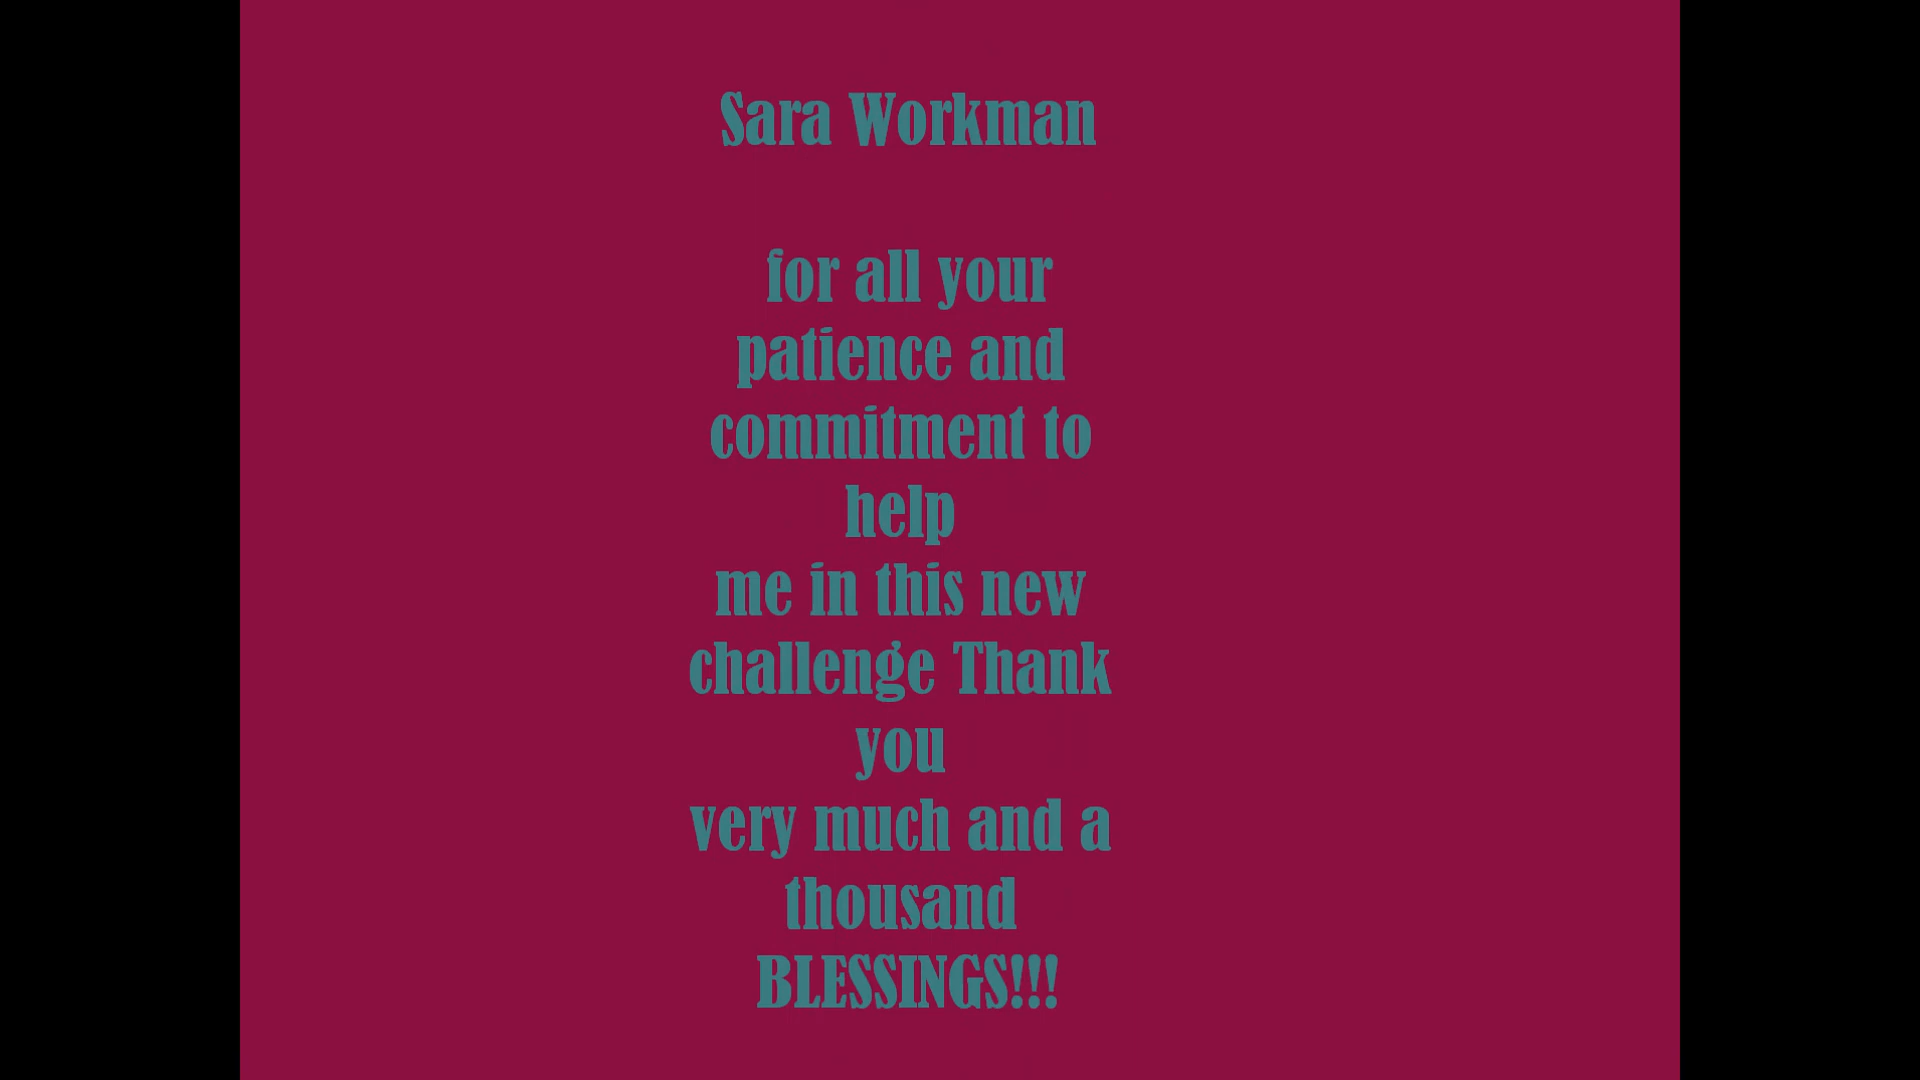 Sara Workman
for all your
patience and
commitment to
help
me in this new
challenge Thank
you
very much and a
thousand
BLESSINGS!!!